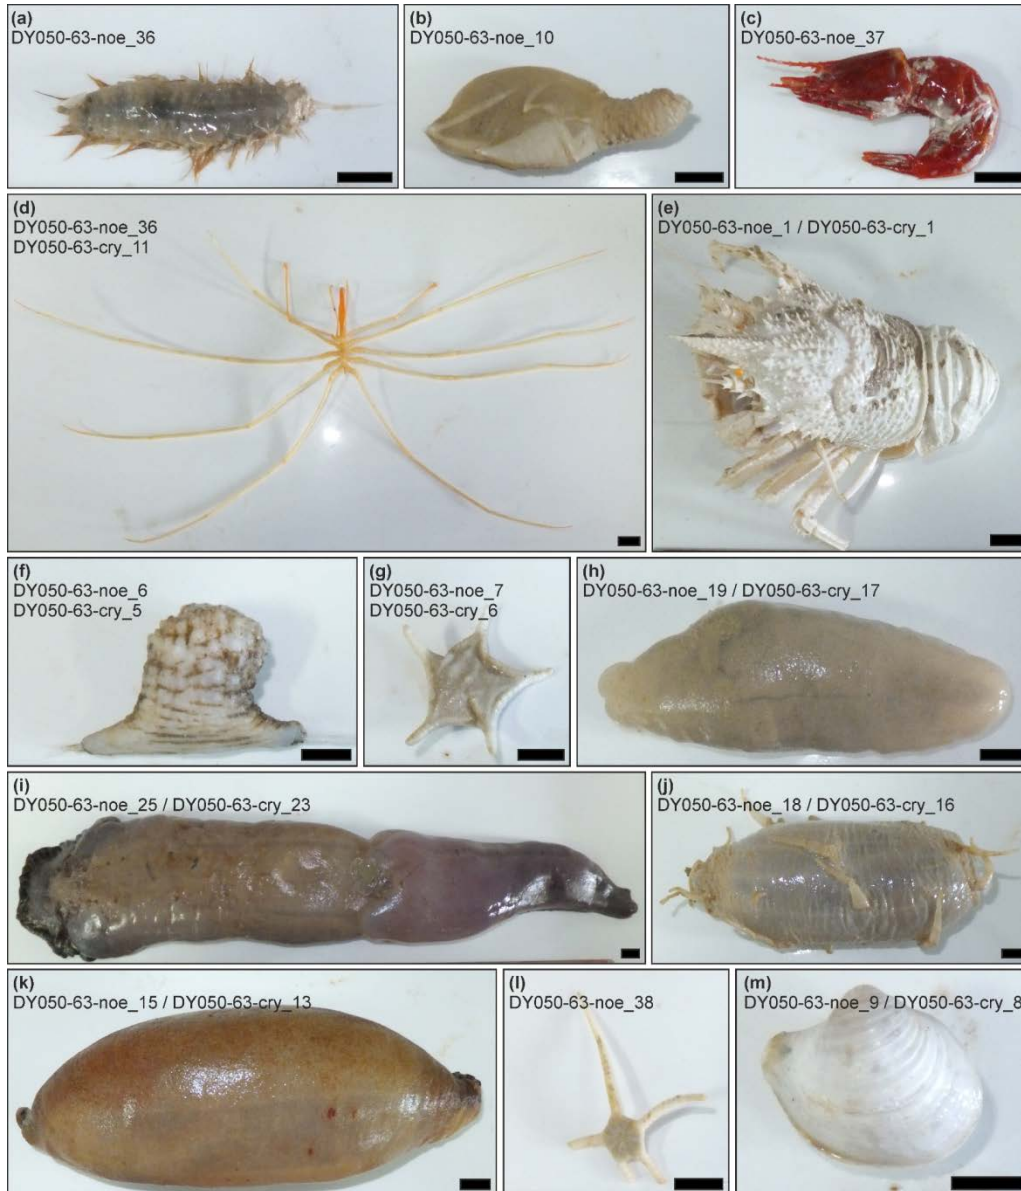 (a)
DY050-63-noe_36
(b)
DY050-63-noe_10
(c)
DY050-63-noe_37
(d)
DY050-63-noe_36
DY050-63-cry_11
(e)
DY050-63-noe_1 / DY050-63-cry_1
(f)
DY050-63-noe_6
DY050-63-cry_5
(g)
DY050-63-noe_7
DY050-63-cry_6
(h)
DY050-63-noe_19 / DY050-63-cry_17
(i)
DY050-63-noe_25 / DY050-63-cry_23
(j)
DY050-63-noe_18 / DY050-63-cry_16
(k)
DY050-63-noe_15 / DY050-63-cry_13
(l)
DY050-63-noe_38
(m)
DY050-63-noe_9 / DY050-63-cry_8